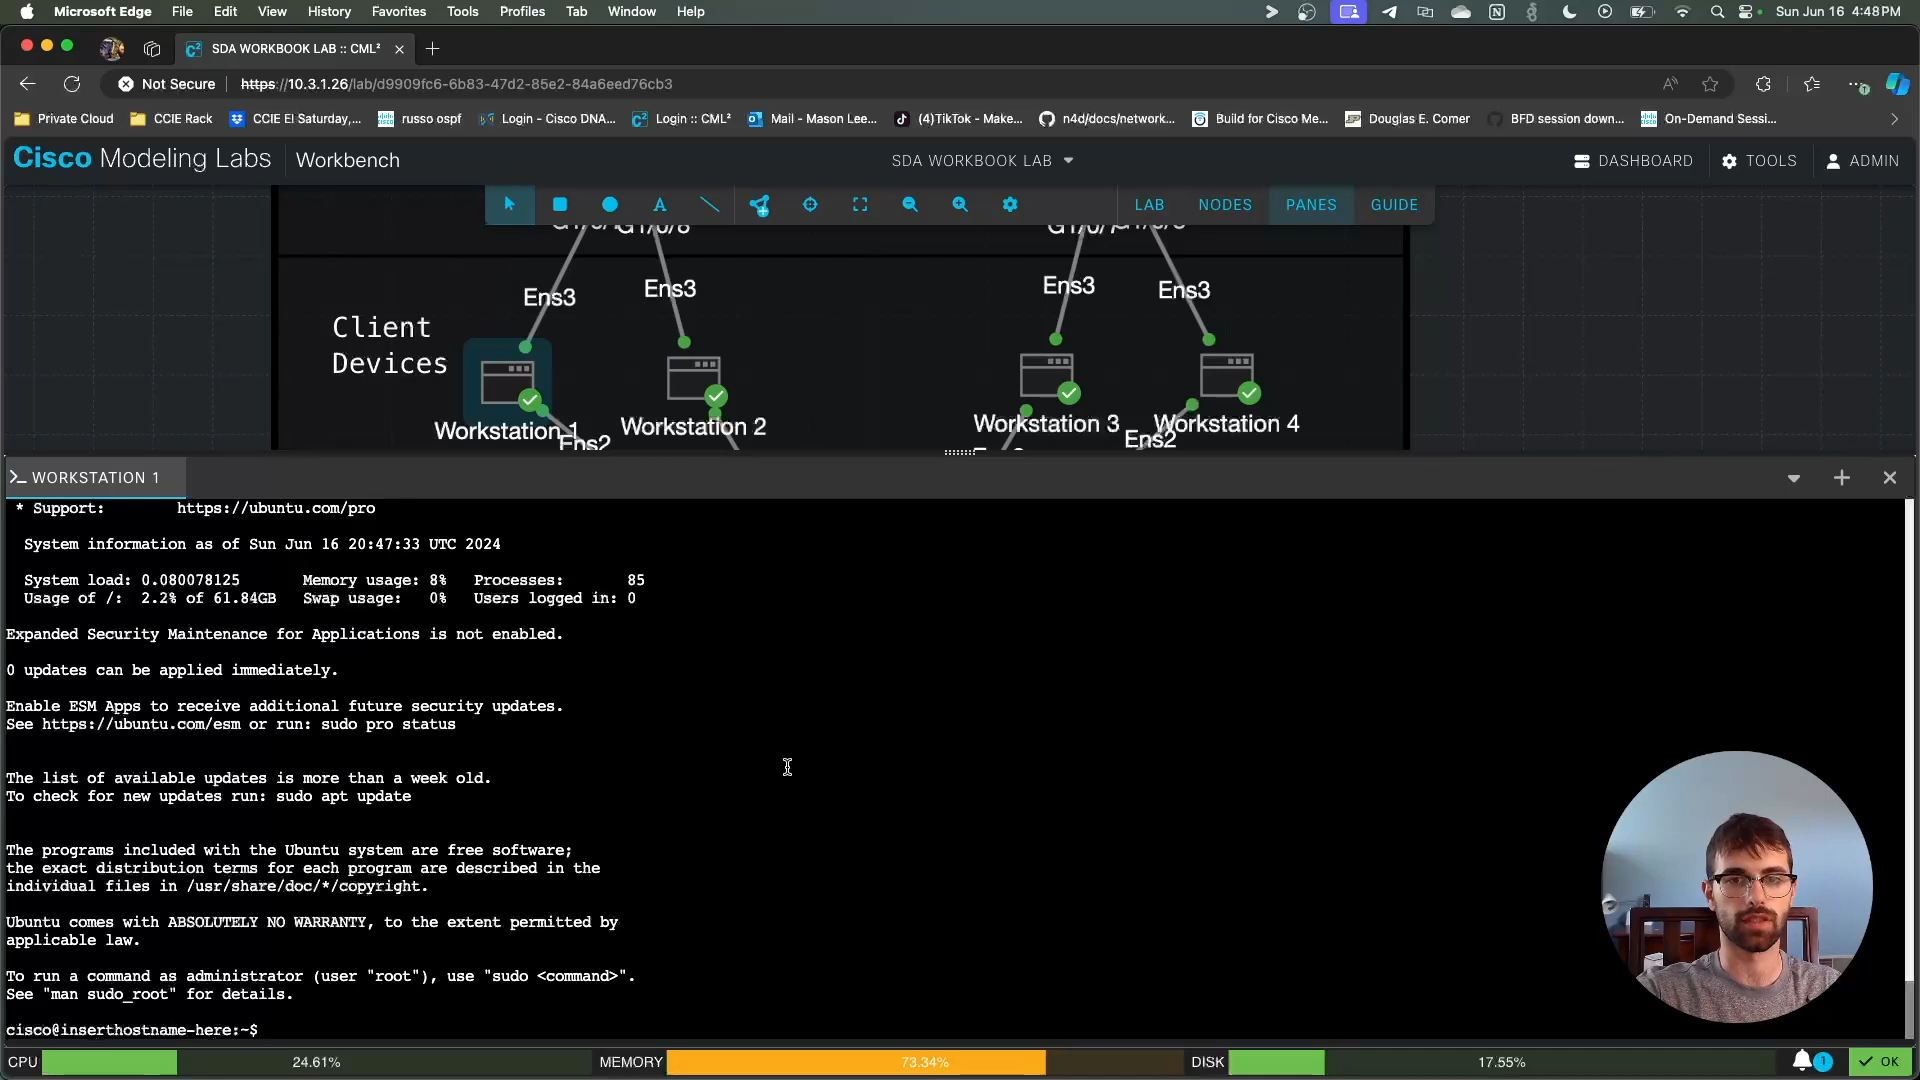 Microsoft Edge File Edit View History Favorites Tools Profiles Tab Window Help Sun Jun 16 4:48 PM
SDA WORKBOOK LAB :: CML²
Not Secure https://10.3.1.26/lab/d9909fc6-6b83-47d2-85e2-84a6eed76cb3
Private Cloud CCIE Rack CCIE EI Saturday,... russo ospf Login - Cisco DNA... Login :: CML² Mail - Mason Lee... (4)TikTok - Make... n4d/docs/network... Build for Cisco Me... Douglas E. Comer BFD session down... On-Demand Sessi...
Cisco Modeling Labs Workbench SDA WORKBOOK LAB DASHBOARD TOOLS ADMIN
LAB NODES PANES GUIDE
G1/0/8
Ens3 Ens3 Ens3 Ens3
Client
Devices
Workstation 1 Workstation 2 Workstation 3 Workstation 4
Ens2 Ens2
WORKSTATION 1
* Support: https://ubuntu.com/pro
System information as of Sun Jun 16 20:47:33 UTC 2024
System load: 0.080078125 Memory usage: 8% Processes: 85
Usage of /: 2.2% of 61.84GB Swap usage: 0% Users logged in: 0
Expanded Security Maintenance for Applications is not enabled.
0 updates can be applied immediately.
Enable ESM Apps to receive additional future security updates.
See https://ubuntu.com/esm or run: sudo pro status
The list of available updates is more than a week old.
To check for new updates run: sudo apt update
The programs included with the Ubuntu system are free software;
the exact distribution terms for each program are described in the
individual files in /usr/share/doc/*/copyright.
Ubuntu comes with ABSOLUTELY NO WARRANTY, to the extent permitted by
applicable law.
To run a command as administrator (user "root"), use "sudo <command>".
See "man sudo_root" for details.
cisco@inserthostname-here:~$
CPU 24.61% MEMORY 73.34% DISK 17.55% 1 OK